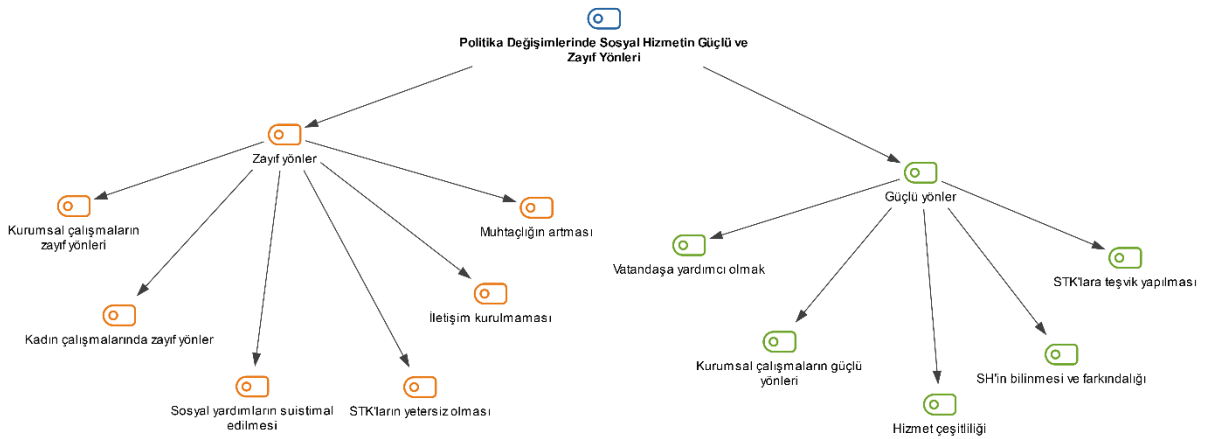 Politika Değişimlerinde Sosyal Hizmetin Güçlü ve
Zayıf Yönleri
Zayıf yönler
Kurumsal çalışmaların
zayıf yönleri
Kadın çalışmalarında zayıf yönler
Sosyal yardımların suistimal
edilmesi
STK'ların yetersiz olması
İletişim kurulmaması
Muhtaçlığın artması
Güçlü yönler
Vatandaşa yardımcı olmak
Kurumsal çalışmaların güçlü
yönleri
Hizmet çeşitliliği
SH'in bilinmesi ve farkındalığı
STK'lara teşvik yapılması